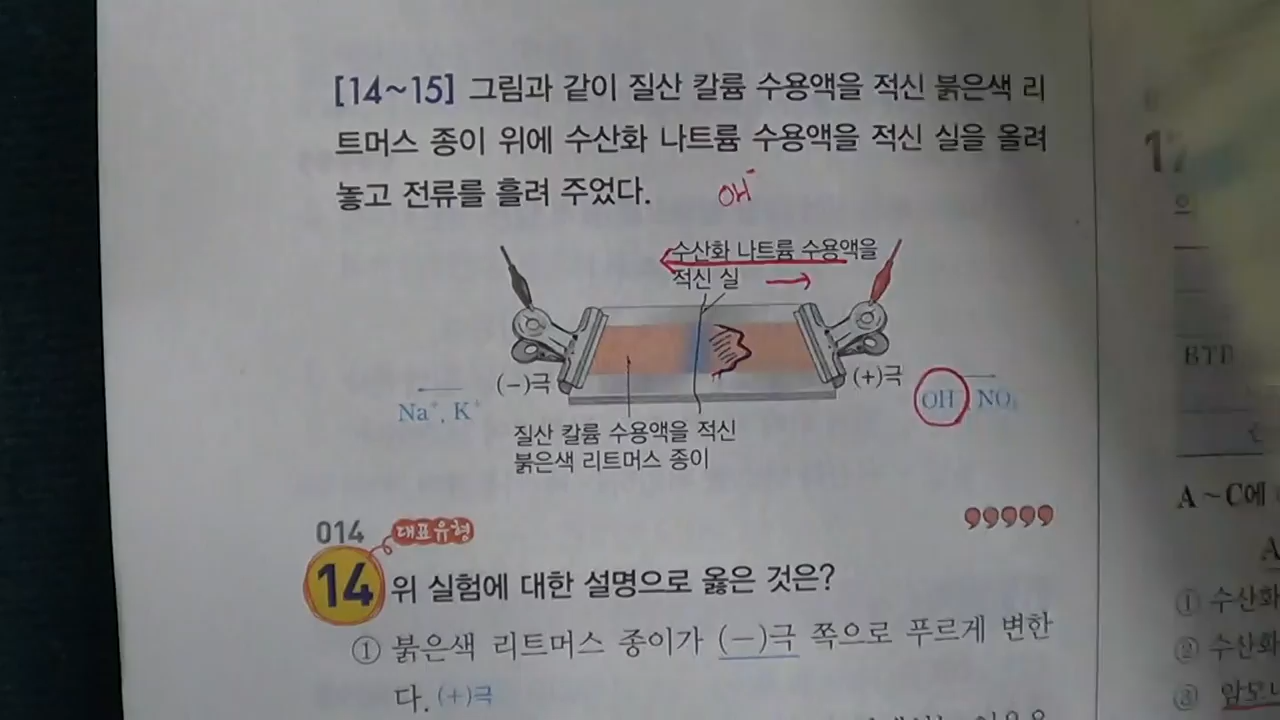 [14~15] 그림과 같이 질산 칼륨 수용액을 적신 붉은색 리
트머스 종이 위에 수산화 나트륨 수용액을 적신 실을 올려
놓고 전류를 흘려 주었다.
OH⁻
수산화 나트륨 수용액을
적신 실
(−)극
(+)극
Na⁺, K⁺
OH
NO₃
질산 칼륨 수용액을 적신
붉은색 리트머스 종이
014 대표유형
14 위 실험에 대한 설명으로 옳은 것은?
① 붉은색 리트머스 종이가 (−)극 쪽으로 푸르게 변한
다. (+)극
BTB
A ~ C에
① 수산화
② 수산화
③